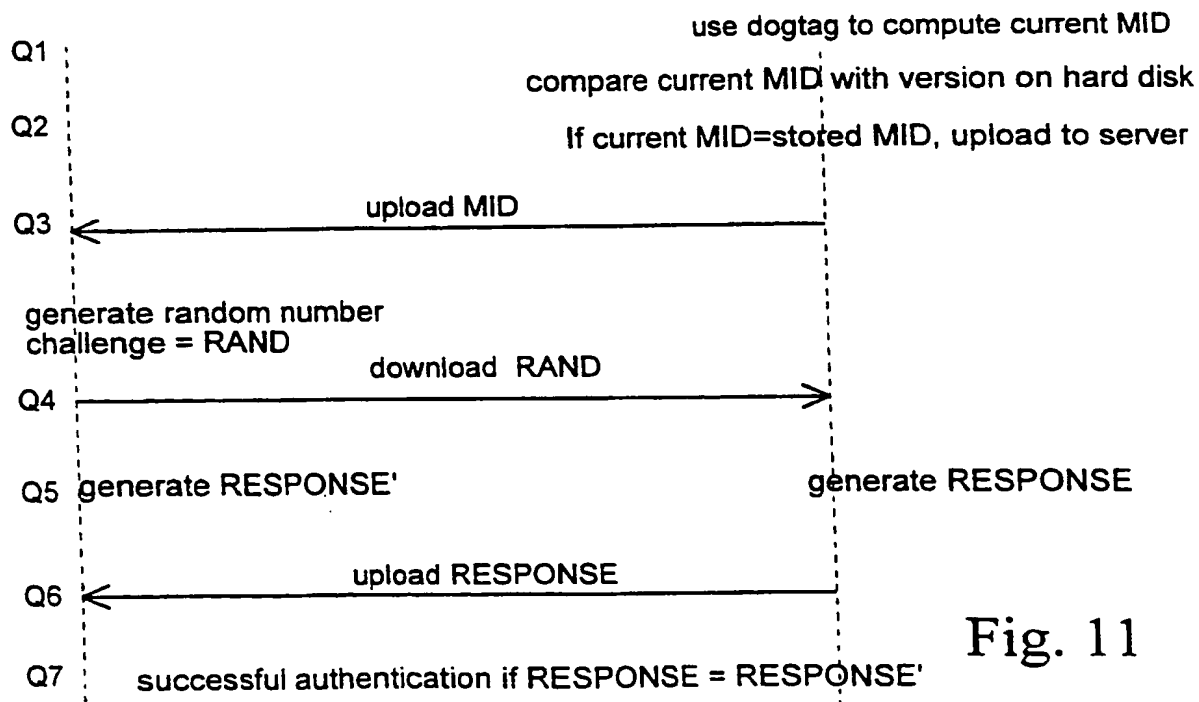 use dogtag to compute current MID
Q1
compare current MID with version on hard disk
Q2
If current MID=stored MID, upload to server
upload MID
Q3
generate random number
challenge = RAND
download RAND
Q4
Q5 generate RESPONSE' generate RESPONSE
upload RESPONSE
Q6
Fig. 11
Q7 successful authentication if RESPONSE = RESPONSE'